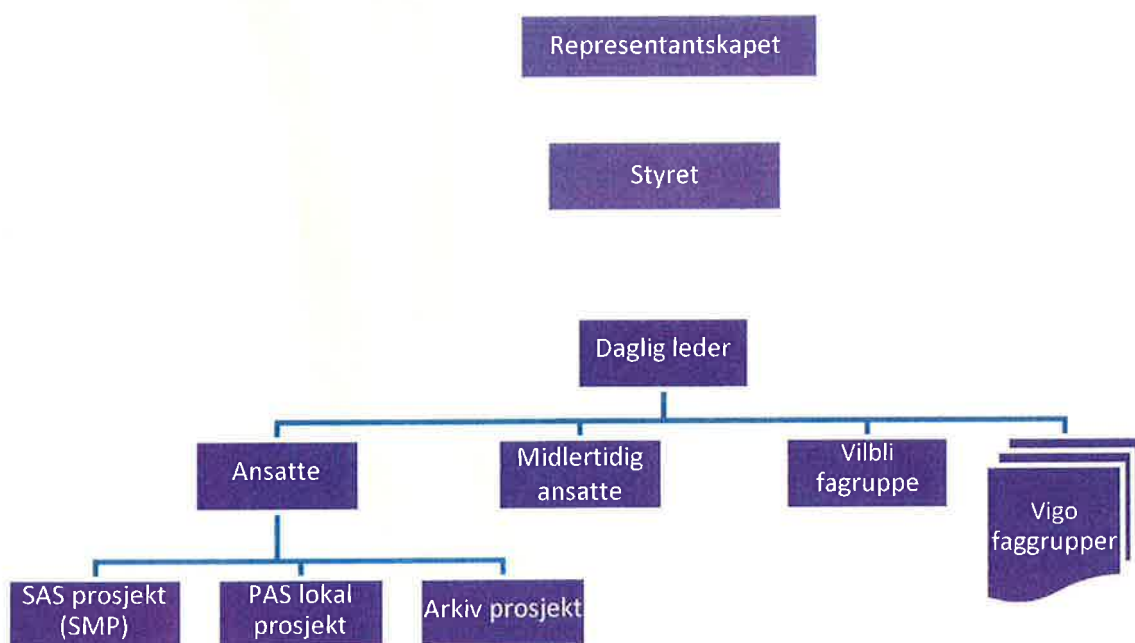 Representantskapet
Styret
Daglig leder
Ansatte
Midlertidig
ansatte
Vilbli
fagruppe
Vigo
faggrupper
SAS prosjekt
(SMP)
PAS lokal
prosjekt
Arkiv prosjekt